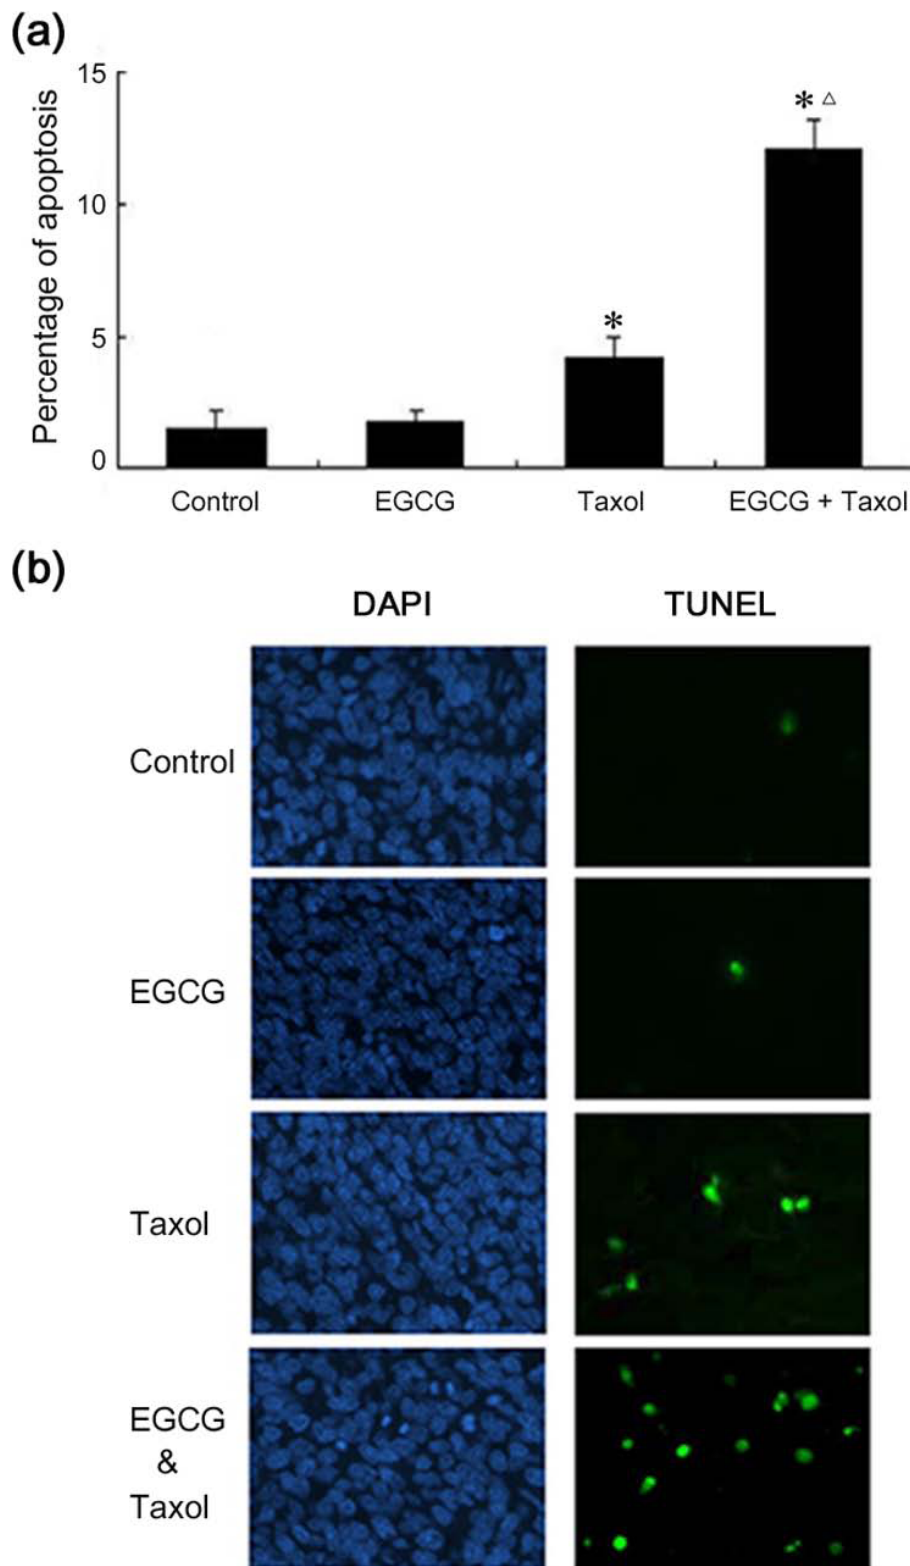 (a)
Percentage of apoptosis
15
10
5
0
*
* △
Control EGCG Taxol EGCG + Taxol
(b)
DAPI TUNEL
Control
EGCG
Taxol
EGCG
&
Taxol